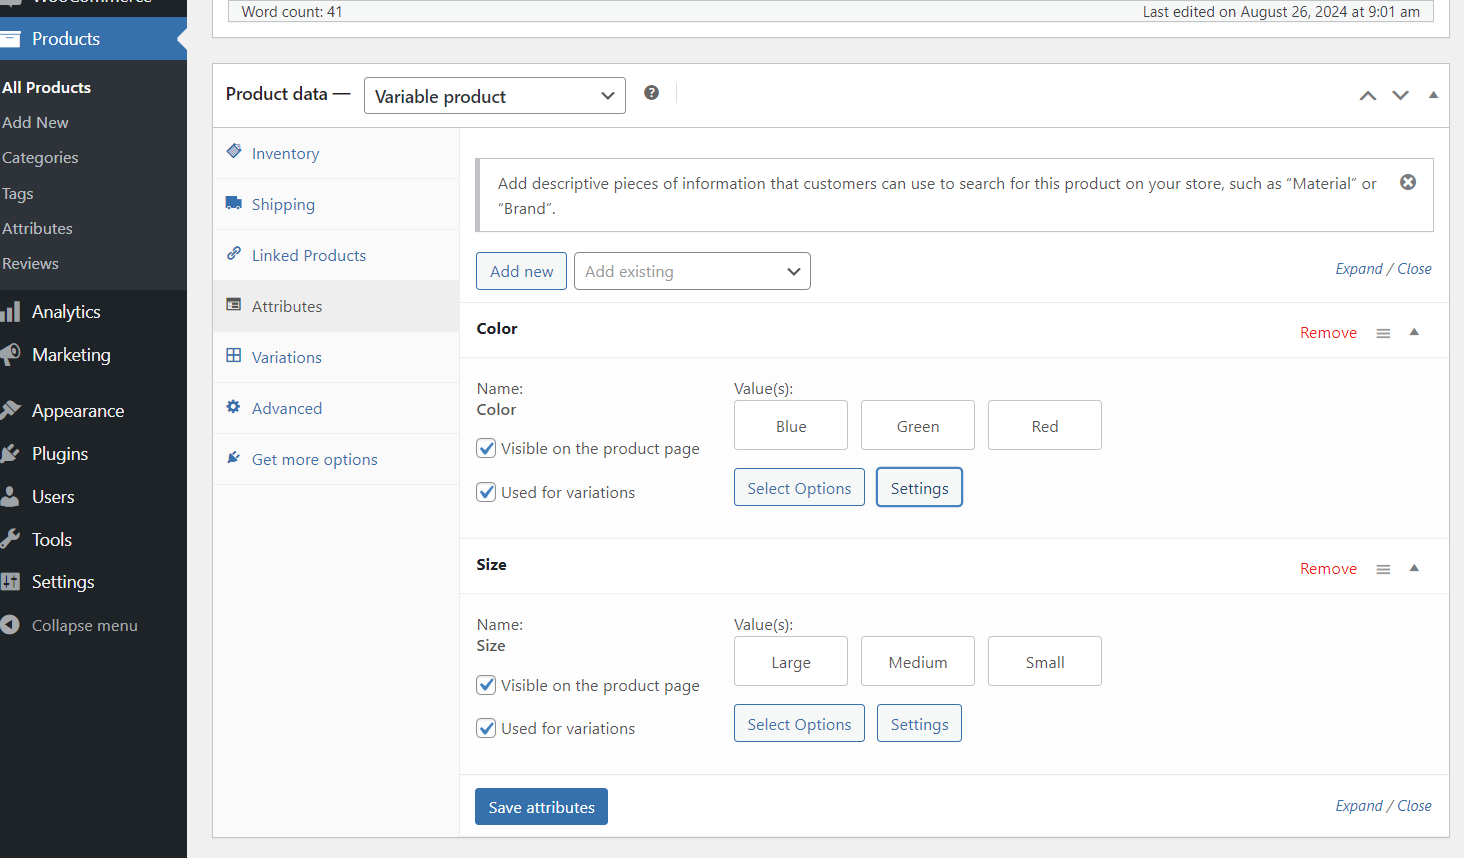 WooCommerce
Products
All Products
Add New
Categories
Tags
Attributes
Reviews
Analytics
Marketing
Appearance
Plugins
Users
Tools
Settings
Collapse menu
Word count: 41
Last edited on August 26, 2024 at 9:01 am
Product data —
Variable product
?
Inventory
Shipping
Linked Products
Attributes
Variations
Advanced
Get more options
Add descriptive pieces of information that customers can use to search for this product on your store, such as “Material” or
“Brand”.
Add new
Add existing
Expand / Close
Color
Remove
Name:
Color
Visible on the product page
Used for variations
Value(s):
Blue
Green
Red
Select Options
Settings
Size
Remove
Name:
Size
Visible on the product page
Used for variations
Value(s):
Large
Medium
Small
Select Options
Settings
Save attributes
Expand / Close